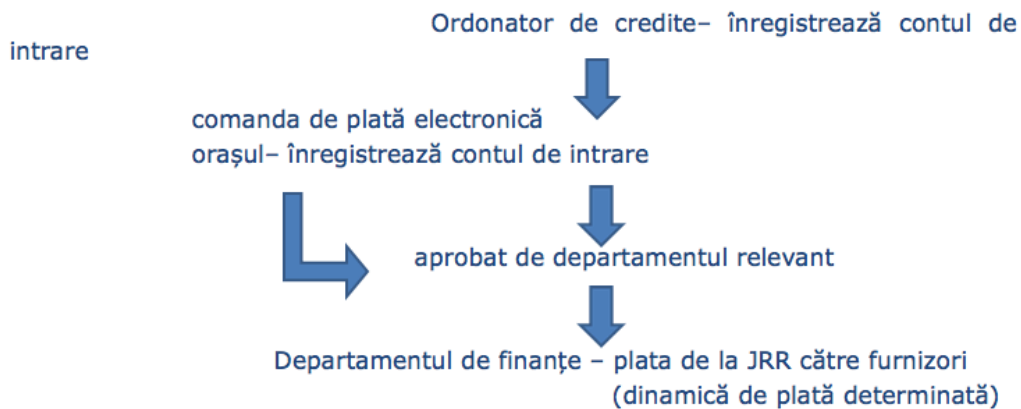 Ordonator de credite– înregistrează contul de
intrare
comanda de plată electronică
orașul– înregistrează contul de intrare
aprobat de departamentul relevant
Departamentul de finanțe – plata de la JRR către furnizori
(dinamică de plată determinată)